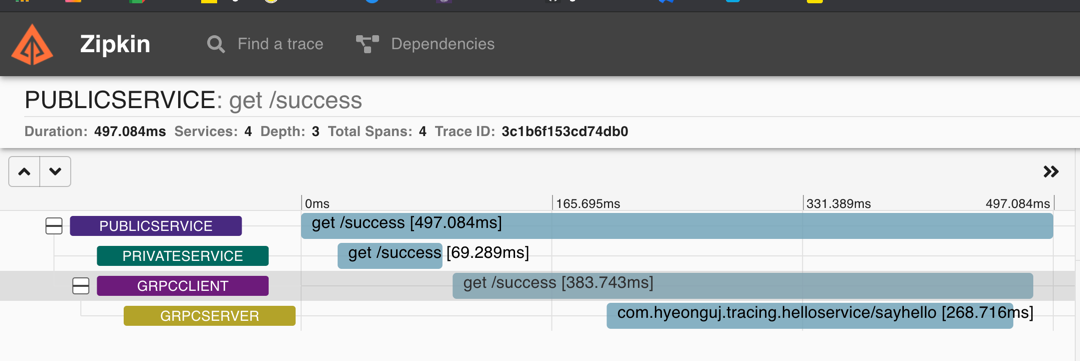 Zipkin Find a trace Dependencies
PUBLICSERVICE: get /success
Duration: 497.084ms Services: 4 Depth: 3 Total Spans: 4 Trace ID: 3c1b6f153cd74db0
0ms 165.695ms 331.389ms 497.084ms
PUBLICSERVICE get /success [497.084ms]
PRIVATESERVICE get /success [69.289ms]
GRPCCLIENT get /success [383.743ms]
GRPCSERVER com.hyeonguj.tracing.helloservice/sayhello [268.716ms]